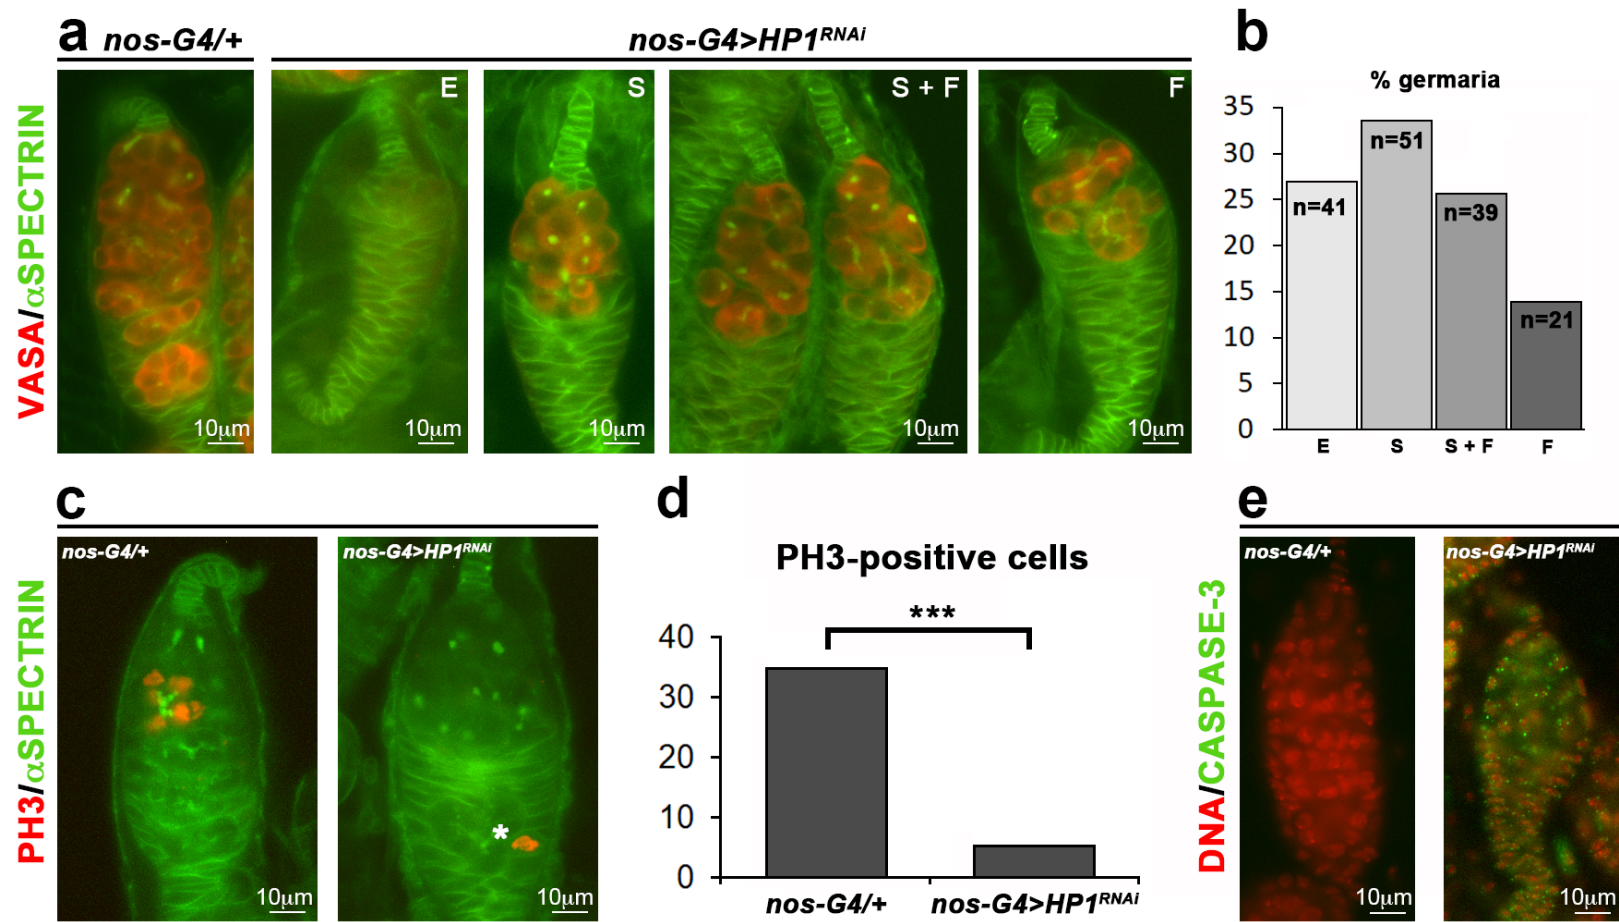 a
nos-G4/+
nos-G4>HP1RNAi
VASA/αSPECTRIN
E
S
S + F
F
10μm
10μm
10μm
10μm
10μm
b
% germaria
35
30
25
20
15
10
5
0
n=41
n=51
n=39
n=21
E
S
S + F
F
c
PH3/αSPECTRIN
nos-G4/+
nos-G4>HP1RNAi
*
10μm
10μm
d
PH3-positive cells
***
40
30
20
10
0
nos-G4/+
nos-G4>HP1RNAi
e
DNA/CASPASE-3
nos-G4/+
nos-G4>HP1RNAi
10μm
10μm